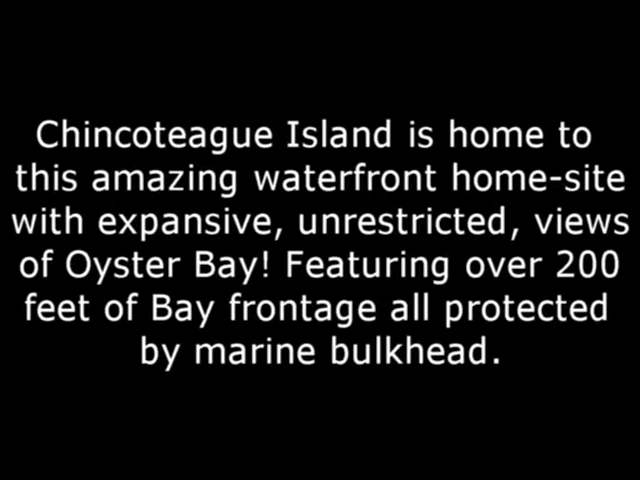 Chincoteague Island is home to
this amazing waterfront home-site
with expansive, unrestricted, views
of Oyster Bay! Featuring over 200
feet of Bay frontage all protected
by marine bulkhead.